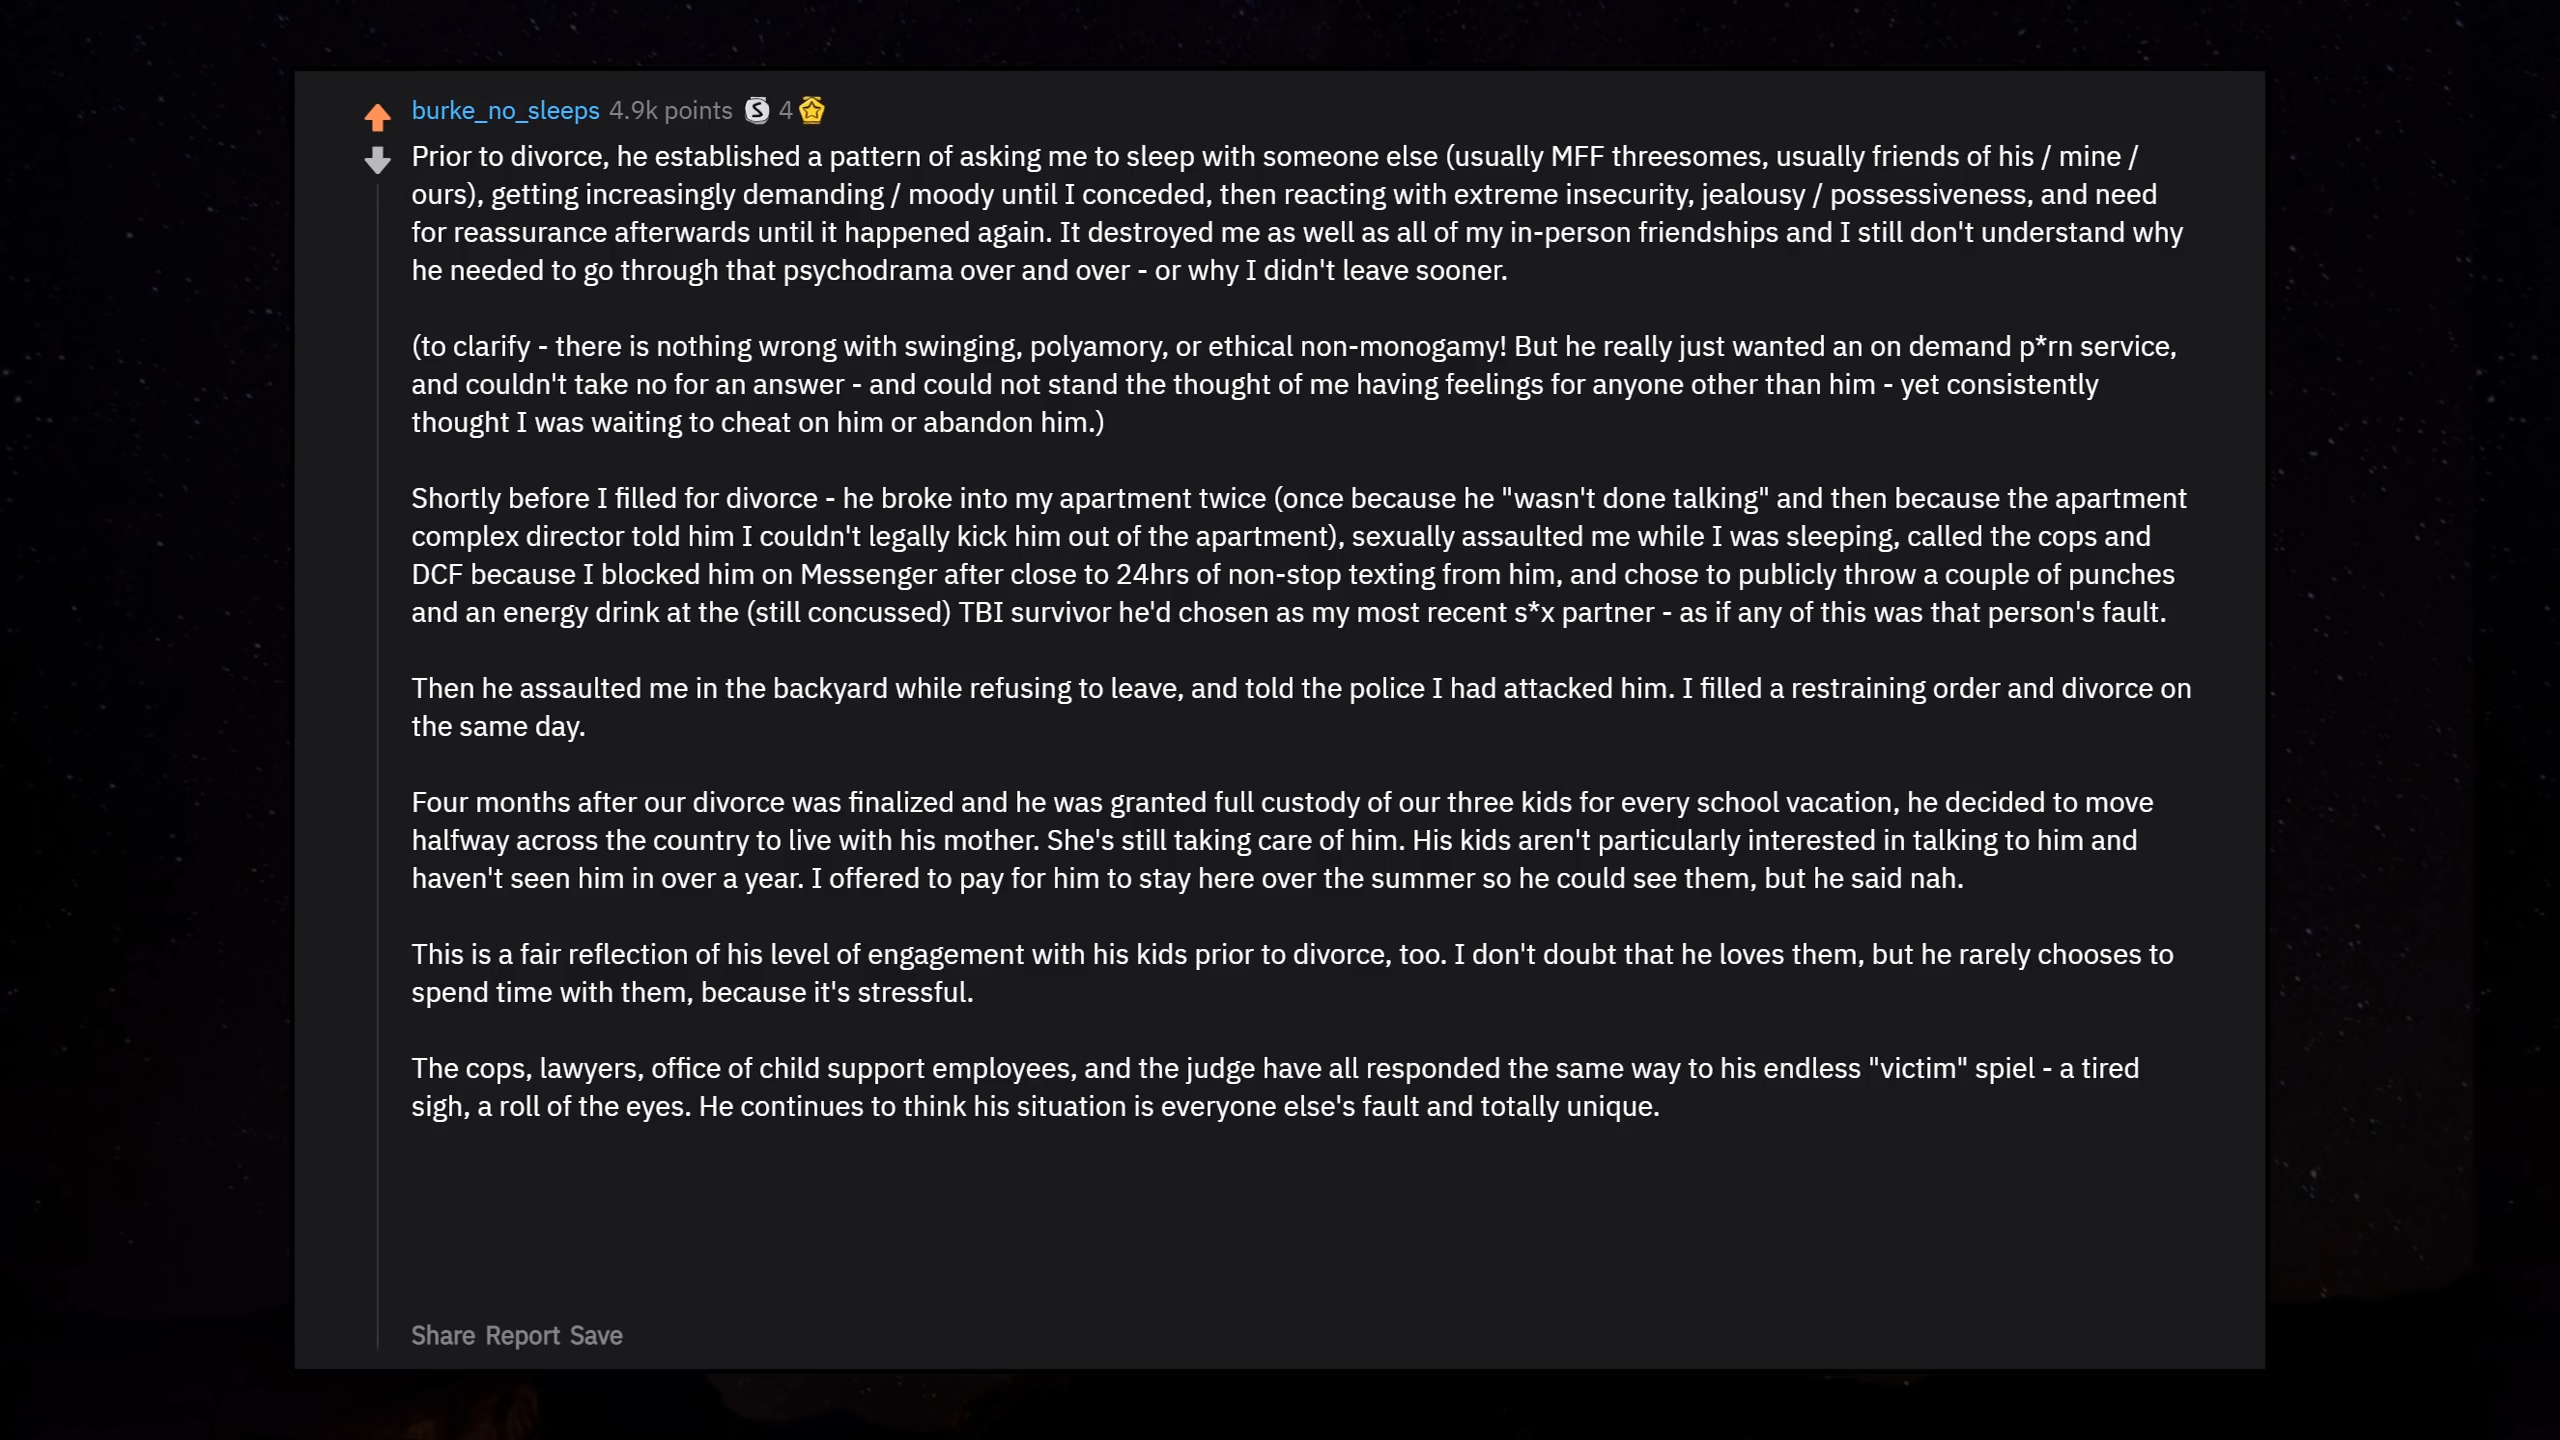 burke_no_sleeps 4.9k points S 4
Prior to divorce, he established a pattern of asking me to sleep with someone else (usually MFF threesomes, usually friends of his / mine /
ours), getting increasingly demanding / moody until I conceded, then reacting with extreme insecurity, jealousy / possessiveness, and need
for reassurance afterwards until it happened again. It destroyed me as well as all of my in-person friendships and I still don't understand why
he needed to go through that psychodrama over and over - or why I didn't leave sooner.
(to clarify - there is nothing wrong with swinging, polyamory, or ethical non-monogamy! But he really just wanted an on demand p*rn service,
and couldn't take no for an answer - and could not stand the thought of me having feelings for anyone other than him - yet consistently
thought I was waiting to cheat on him or abandon him.)
Shortly before I filled for divorce - he broke into my apartment twice (once because he "wasn't done talking" and then because the apartment
complex director told him I couldn't legally kick him out of the apartment), sexually assaulted me while I was sleeping, called the cops and
DCF because I blocked him on Messenger after close to 24hrs of non-stop texting from him, and chose to publicly throw a couple of punches
and an energy drink at the (still concussed) TBI survivor he'd chosen as my most recent s*x partner - as if any of this was that person's fault.
Then he assaulted me in the backyard while refusing to leave, and told the police I had attacked him. I filled a restraining order and divorce on
the same day.
Four months after our divorce was finalized and he was granted full custody of our three kids for every school vacation, he decided to move
halfway across the country to live with his mother. She's still taking care of him. His kids aren't particularly interested in talking to him and
haven't seen him in over a year. I offered to pay for him to stay here over the summer so he could see them, but he said nah.
This is a fair reflection of his level of engagement with his kids prior to divorce, too. I don't doubt that he loves them, but he rarely chooses to
spend time with them, because it's stressful.
The cops, lawyers, office of child support employees, and the judge have all responded the same way to his endless "victim" spiel - a tired
sigh, a roll of the eyes. He continues to think his situation is everyone else's fault and totally unique.
Share Report Save